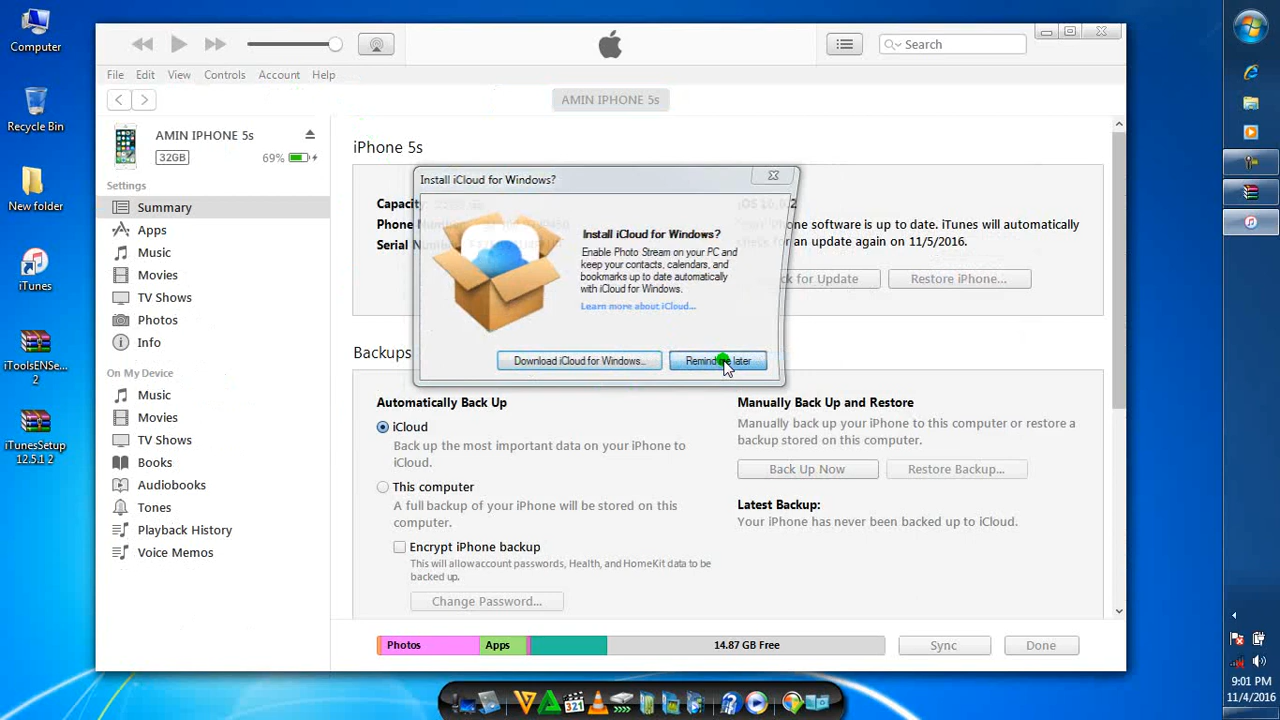 Computer
Recycle Bin
New folder
iTunes
iToolsENSe...
2
iTunesSetup
12.5.1 2
Search
File Edit View Controls Account Help
AMIN IPHONE 5s
AMIN IPHONE 5s
32GB
69%
Settings
Summary
Apps
Music
Movies
TV Shows
Photos
Info
On My Device
Music
Movies
TV Shows
Books
Audiobooks
Tones
Playback History
Voice Memos
iPhone 5s
Install iCloud for Windows?
Install iCloud for Windows?
Enable Photo Stream on your PC and
keep your contacts, calendars, and
bookmarks up to date automatically
with iCloud for Windows.
Learn more about iCloud...
Download iCloud for Windows...
Remind me later
Phone software is up to date. iTunes will automatically
for an update again on 11/5/2016.
for Update
Restore iPhone...
Backups
Automatically Back Up
iCloud
Back up the most important data on your iPhone to
iCloud.
This computer
A full backup of your iPhone will be stored on this
computer.
Encrypt iPhone backup
This will allow account passwords, Health, and HomeKit data to be
backed up.
Change Password...
Manually Back Up and Restore
Manually back up your iPhone to this computer or restore a
backup stored on this computer.
Back Up Now
Restore Backup...
Latest Backup:
Your iPhone has never been backed up to iCloud.
Photos Apps 14.87 GB Free
Sync
Done
321
9:01 PM
11/4/2016